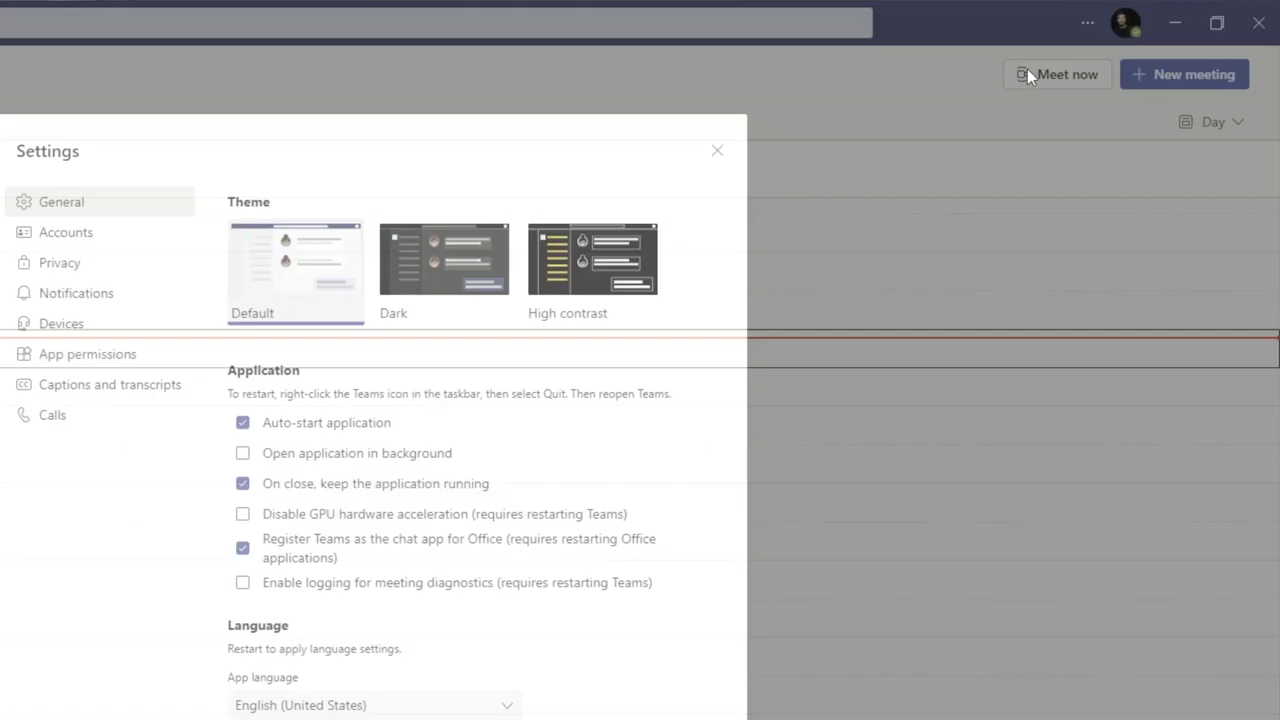 Meet now
New meeting
Day
Settings
General
Accounts
Privacy
Notifications
Devices
App permissions
Captions and transcripts
Calls
Theme
Default
Dark
High contrast
Application
To restart, right-click the Teams icon in the taskbar, then select Quit. Then reopen Teams.
Auto-start application
Open application in background
On close, keep the application running
Disable GPU hardware acceleration (requires restarting Teams)
Register Teams as the chat app for Office (requires restarting Office
applications)
Enable logging for meeting diagnostics (requires restarting Teams)
Language
Restart to apply language settings.
App language
English (United States)